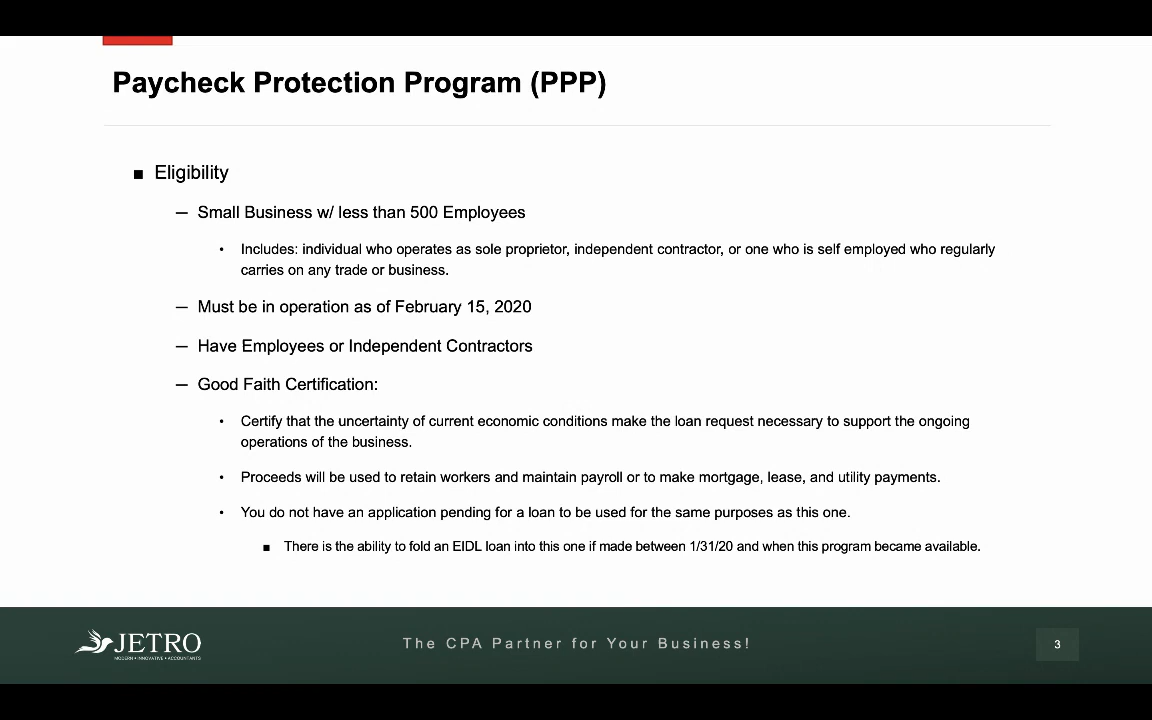 Paycheck Protection Program (PPP)
■ Eligibility
– Small Business w/ less than 500 Employees
• Includes: individual who operates as sole proprietor, independent contractor, or one who is self employed who regularly
carries on any trade or business.
– Must be in operation as of February 15, 2020
– Have Employees or Independent Contractors
– Good Faith Certification:
• Certify that the uncertainty of current economic conditions make the loan request necessary to support the ongoing
operations of the business.
• Proceeds will be used to retain workers and maintain payroll or to make mortgage, lease, and utility payments.
• You do not have an application pending for a loan to be used for the same purposes as this one.
■ There is the ability to fold an EIDL loan into this one if made between 1/31/20 and when this program became available.
JETRO
MODERN • INNOVATIVE • ACCOUNTANTS
The CPA Partner for Your Business!
3